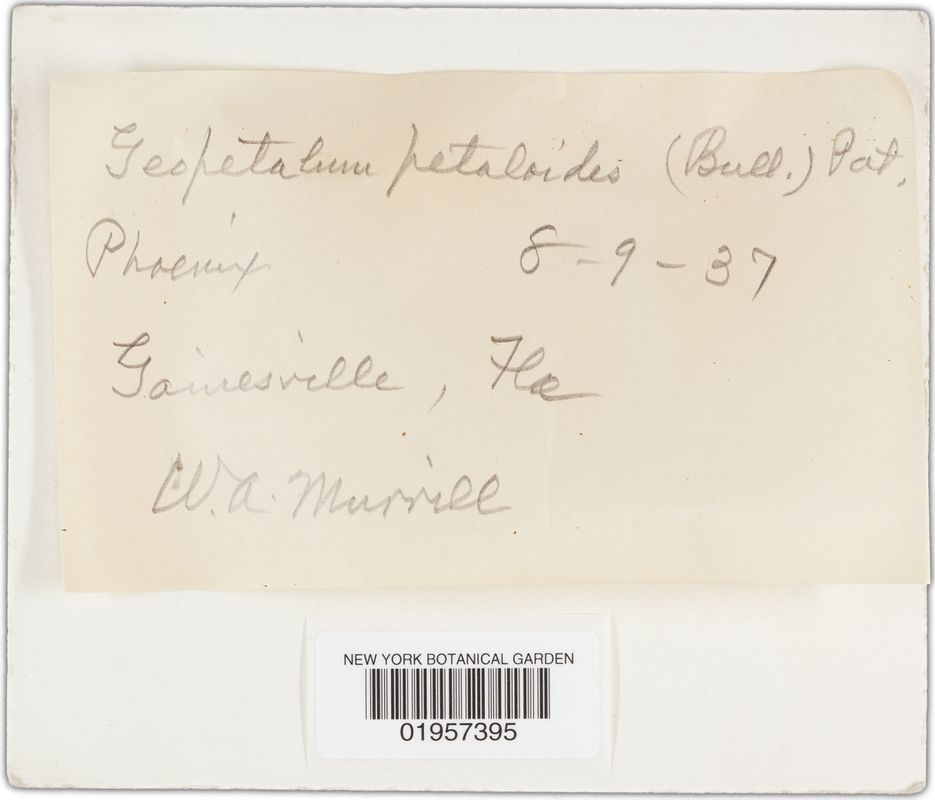 Geopetalum petaloides (Bull.) Pat.
Phoenix 8-9-37
Gainesville, Fla
W.A. Murrill
NEW YORK BOTANICAL GARDEN
01957395